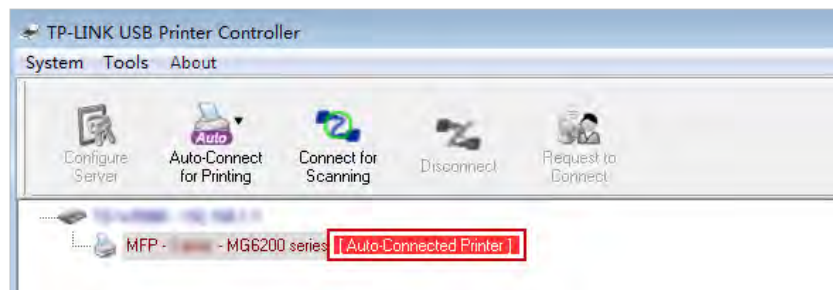 TP-LINK USB Printer Controller
System Tools About
Configure Server
Auto
Auto-Connect for Printing
Connect for Scanning
Disconnect
Request to Connect
MFP - - MG6200 series [ Auto-Connected Printer ]